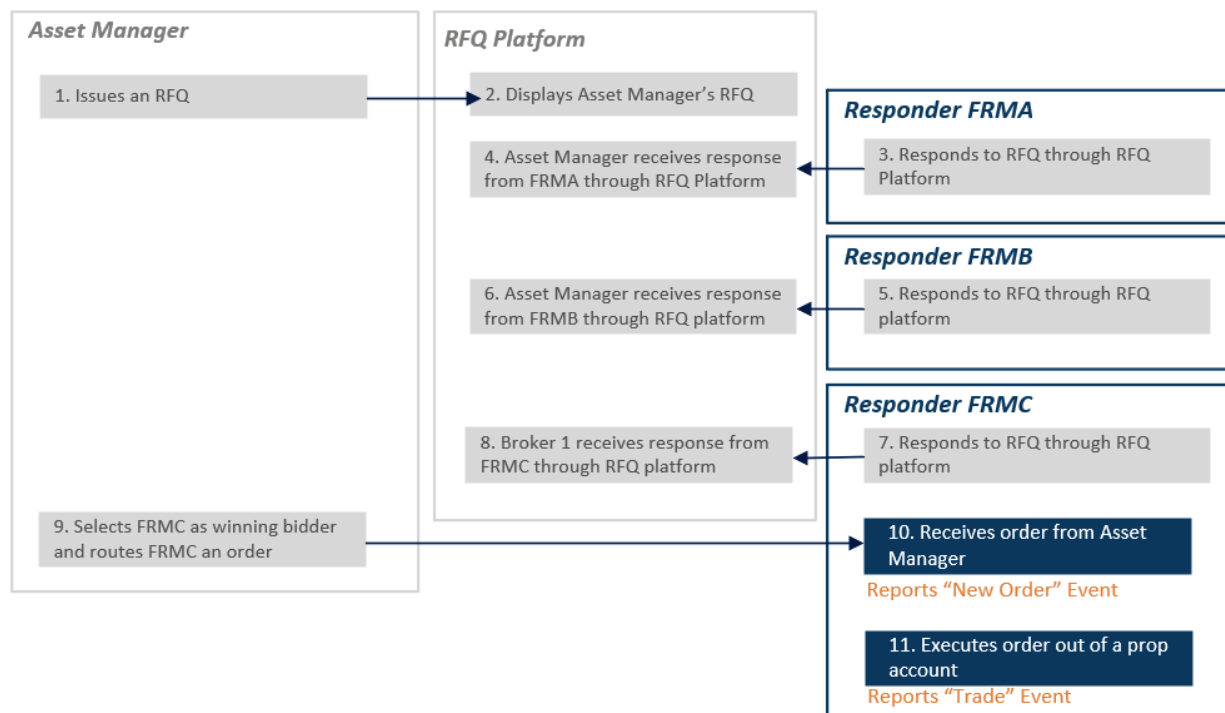 Asset Manager
RFQ Platform
1. Issues an RFQ
2. Displays Asset Manager's RFQ
Responder FRMA
3. Responds to RFQ through RFQ
Platform
4. Asset Manager receives response
from FRMA through RFQ Platform
Responder FRMB
5. Responds to RFQ through RFQ
platform
6. Asset Manager receives response
from FRMB through RFQ platform
Responder FRMC
7. Responds to RFQ through RFQ
platform
8. Broker 1 receives response from
FRMC through RFQ platform
9. Selects FRMC as winning bidder
and routes FRMC an order
10. Receives order from Asset
Manager
Reports “New Order” Event
11. Executes order out of a prop
account
Reports “Trade” Event